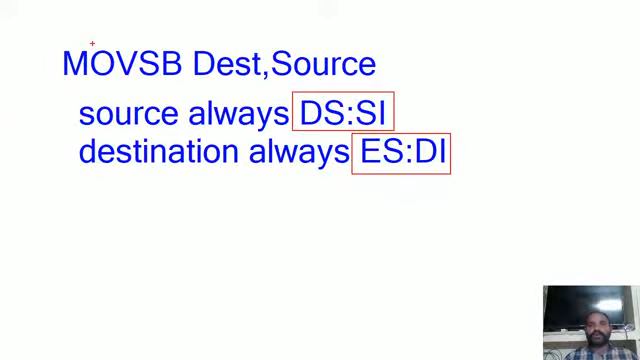 MOVSB Dest,Source
source always DS:SI
destination always ES:DI